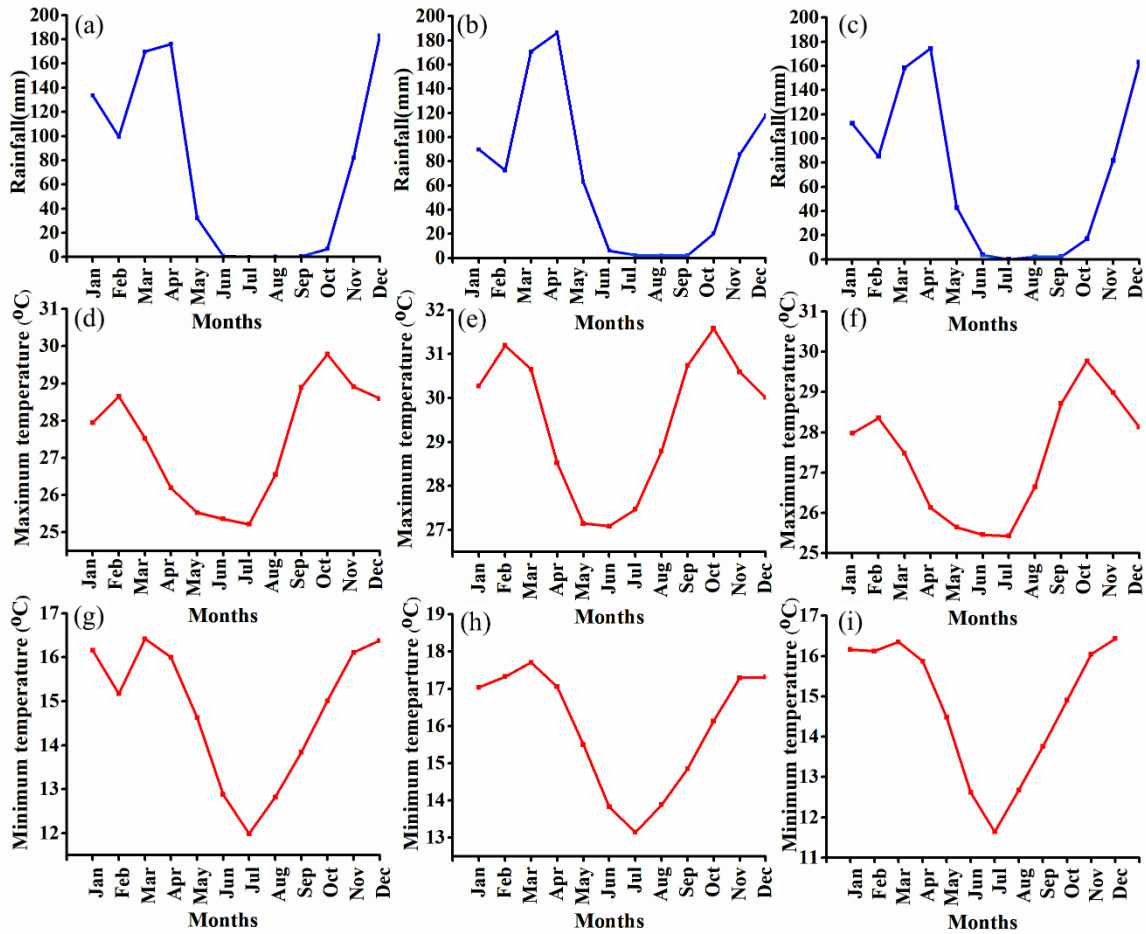 (a)
Rainfall(mm)
200
180
160
140
120
100
80
60
40
20
0
Jan Feb Mar Apr May Jun Jul Aug Sep Oct Nov Dec
Months
(b)
Rainfall(mm)
200
180
160
140
120
100
80
60
40
20
0
Jan Feb Mar Apr May Jun Jul Aug Sep Oct Nov Dec
Months
(c)
Rainfall(mm)
200
180
160
140
120
100
80
60
40
20
0
Jan Feb Mar Apr May Jun Jul Aug Sep Oct Nov Dec
Months
(d)
Maximum temperature (⁰C)
31
30
29
28
27
26
25
Jan Feb Mar Apr May Jun Jul Aug Sep Oct Nov Dec
Months
(e)
Maximum temperature (⁰C)
32
31
30
29
28
27
Jan Feb Mar Apr May Jun Jul Aug Sep Oct Nov Dec
Months
(f)
Maximum temperature (⁰C)
31
30
29
28
27
26
25
Jan Feb Mar Apr May Jun Jul Aug Sep Oct Nov Dec
Months
(g)
Minimum temperature (⁰C)
17
16
15
14
13
12
Jan Feb Mar Apr May Jun Jul Aug Sep Oct Nov Dec
Months
(h)
Minimum temeparture (⁰C)
19
18
17
16
15
14
13
Jan Feb Mar Apr May Jun Jul Aug Sep Oct Nov Dec
Months
(i)
Minimum temperature (⁰C)
17
16
15
14
13
12
11
Jan Feb Mar Apr May Jun Jul Aug Sep Oct Nov Dec
Months